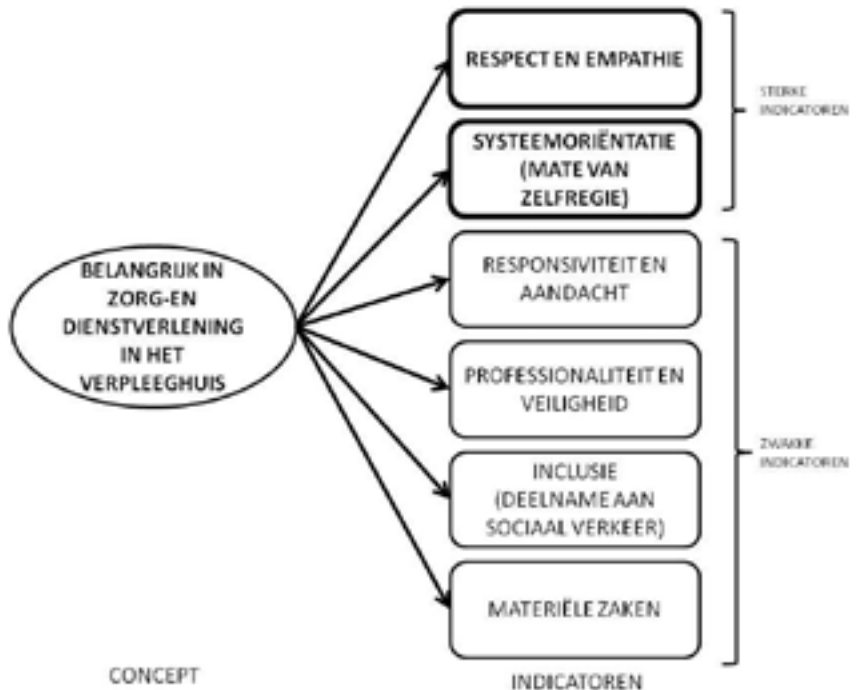 RESPECT EN EMPATHIE
SYSTEEMORIËNTATIE
(MATE VAN
ZELFREGIE)
STERKE
INDICATOREN
BELANGRIJK IN
ZORG-EN
DIENSTVERLENING
IN HET
VERPLEEGHUIS
RESPONSIVITEIT EN
AANDACHT
PROFESSIONALITEIT EN
VEILIGHEID
INCLUSIE
(DEELNAME AAN
SOCIAAL VERKEER)
MATERIËLE ZAKEN
ZWAKKE
INDICATOREN
CONCEPT
INDICATOREN